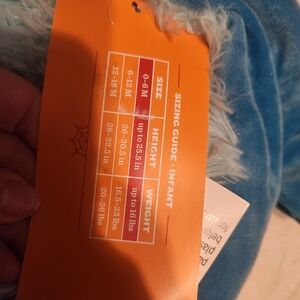 SIZING GUIDE - INFANT
SIZE HEIGHT WEIGHT
0-6 M up to 25.5 in up to 16 lbs
6-12 M 26-30.5 in 16.5-23 lbs
12-18 M 28-32.5 in 20-26 lbs